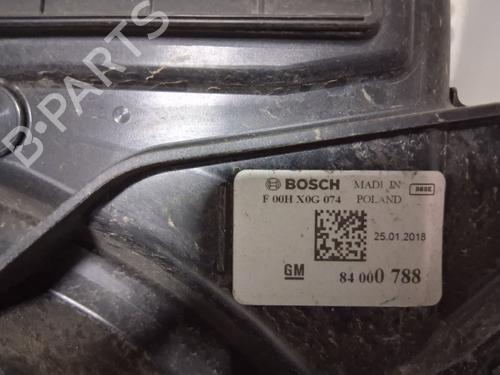 B-PARTS
BOSCH MADE IN
F 00H X0G 074 POLAND
25.01.2018
GM 84 000 788